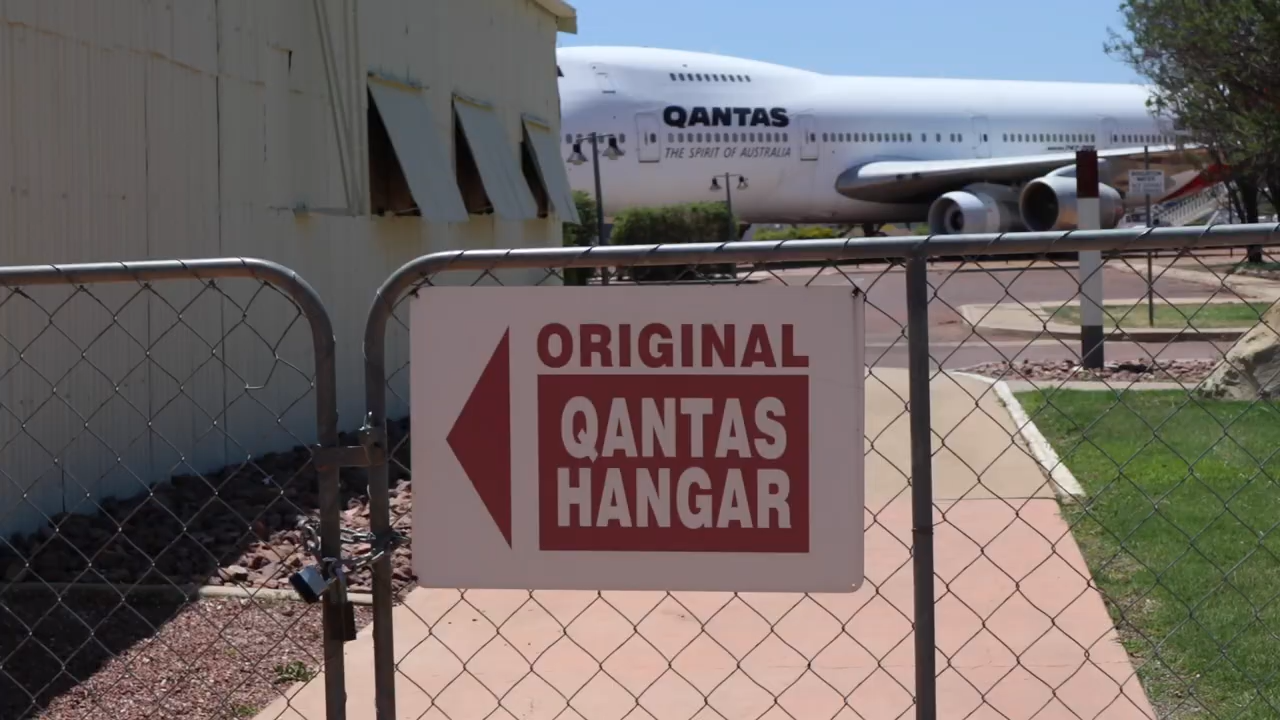 QANTAS
THE SPIRIT OF AUSTRALIA
ORIGINAL
QANTAS
HANGAR